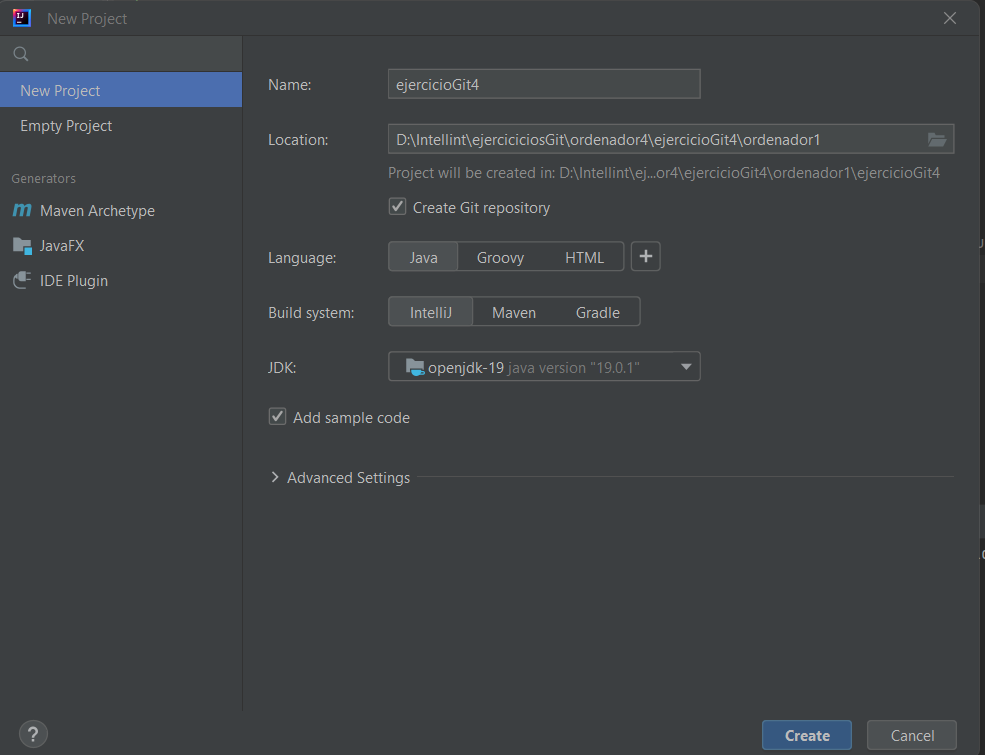 New Project
New Project
Empty Project
Generators
Maven Archetype
JavaFX
IDE Plugin
Name: ejercicioGit4
Location: D:\Intellint\ejerciciciosGit\ordenador4\ejercicioGit4\ordenador1
Project will be created in: D:\Intellint\ej...or4\ejercicioGit4\ordenador1\ejercicioGit4
Create Git repository
Language: Java Groovy HTML +
Build system: IntelliJ Maven Gradle
JDK: openjdk-19 java version "19.0.1"
Add sample code
Advanced Settings
? Create Cancel